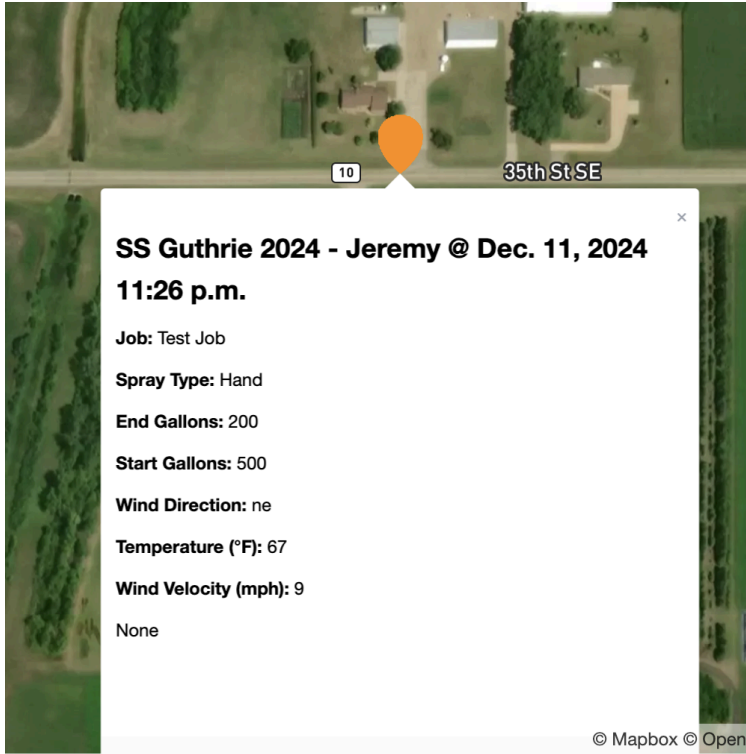 10
35th St SE
×
SS Guthrie 2024 - Jeremy @ Dec. 11, 2024
11:26 p.m.
Job: Test Job
Spray Type: Hand
End Gallons: 200
Start Gallons: 500
Wind Direction: ne
Temperature (°F): 67
Wind Velocity (mph): 9
None
© Mapbox © Open